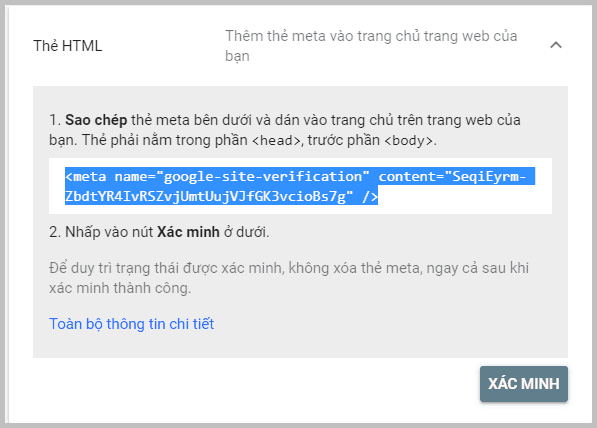 Thẻ HTML
Thêm thẻ meta vào trang chủ trang web của
bạn
1. Sao chép thẻ meta bên dưới và dán vào trang chủ trên trang web của
bạn. Thẻ phải nằm trong phần <head>, trước phần <body>.
<meta name="google-site-verification" content="SeqiEyrm-
ZbdtYR4IvRSZvjUmtUujVJfGK3vcioBs7g" />
2. Nhấp vào nút Xác minh ở dưới.
Để duy trì trạng thái được xác minh, không xóa thẻ meta, ngay cả sau khi
xác minh thành công.
Toàn bộ thông tin chi tiết
XÁC MINH